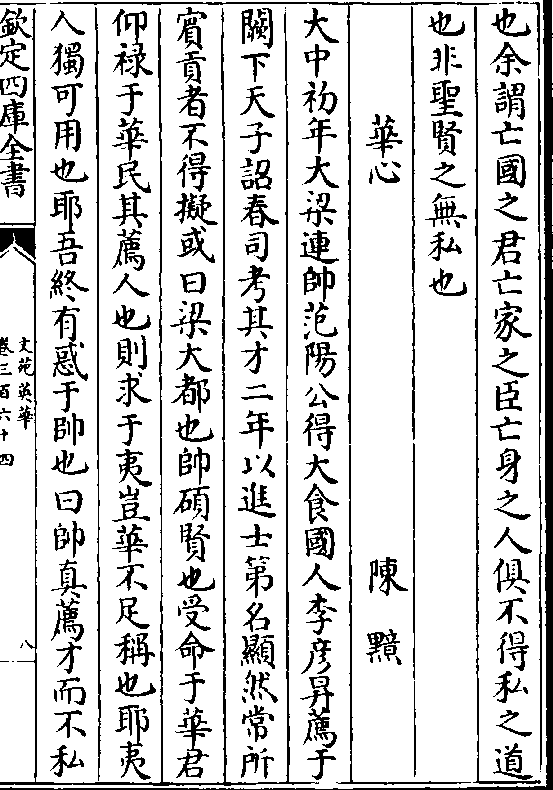 也余謂亡國之君亡家之臣亡身之人俱不得私之道
也非聖賢之無私也
華心 陳黯
大中初年大梁連帥范陽公得大食國人李彥昇薦于
闕下天子詔春司考其才二年以進士第名顯然常所
賓貢者不得擬或曰梁大都也帥碩賢也受命于華君
仰祿于華民其薦人也則求于夷豈華不足稱也耶夷
人獨可用也耶吾終有惑于帥也曰帥真薦才而不私
欽定四庫全書
文苑英華
卷三百六十四
八